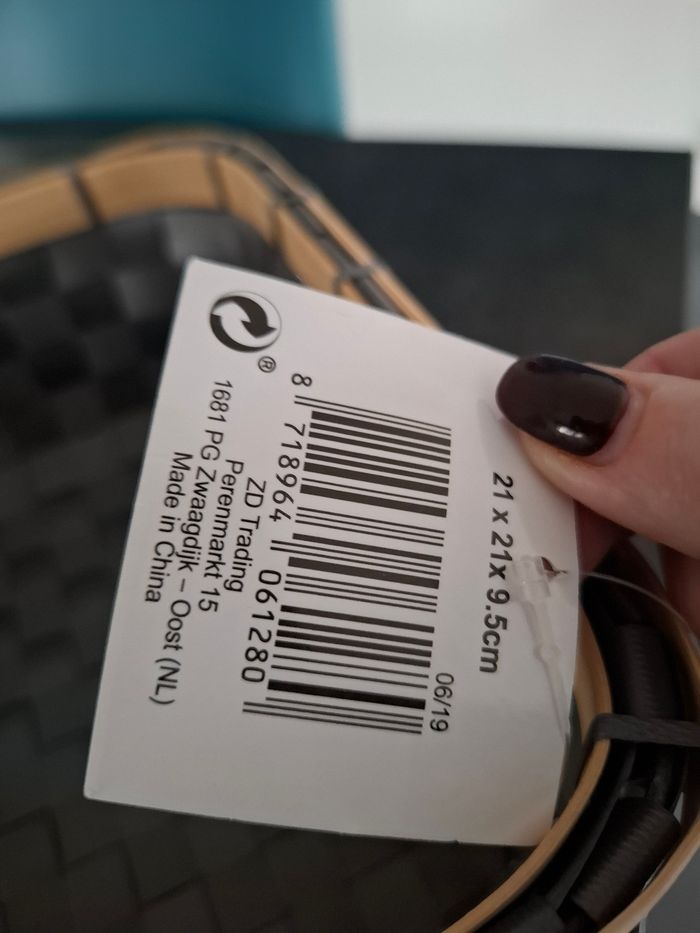 21 x 21x 9.5cm
06/19
8 718964 061280
ZD Trading
Perenmarkt 15
1681 PG Zwaagdijk – Oost (NL)
Made in China
®